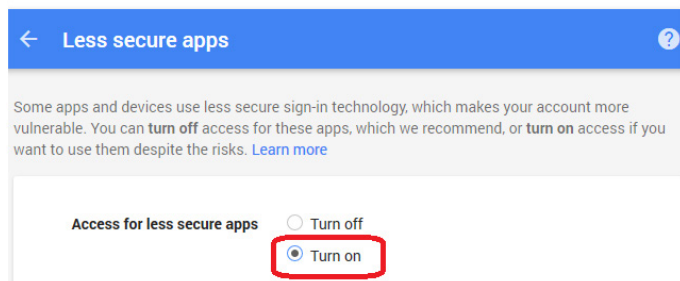 Less secure apps
Some apps and devices use less secure sign-in technology, which makes your account more
vulnerable. You can turn off access for these apps, which we recommend, or turn on access if you
want to use them despite the risks. Learn more
Access for less secure apps
Turn off
Turn on